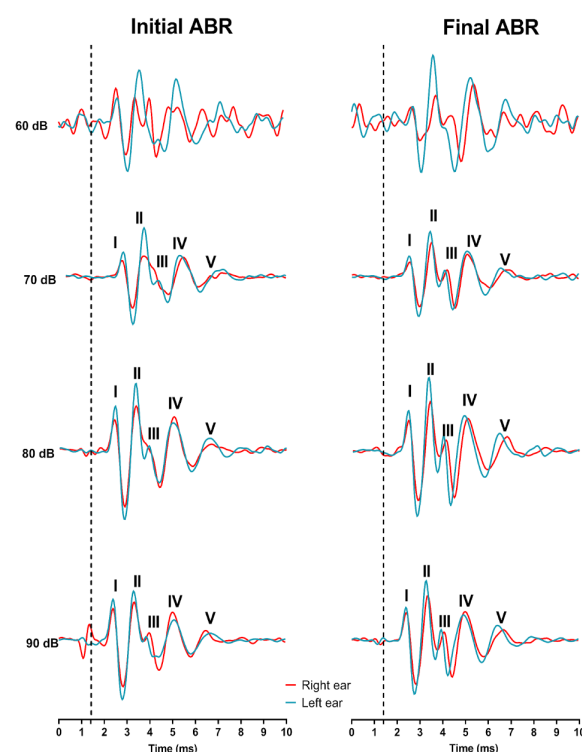 Initial ABR
Final ABR
60 dB
70 dB
I
II
III
IV
V
I
II
III
IV
V
80 dB
I
II
III
IV
V
I
II
III
IV
V
90 dB
I
II
III
IV
V
I
II
III
IV
V
Right ear
Left ear
0 1 2 3 4 5 6 7 8 9 10
Time (ms)
0 1 2 3 4 5 6 7 8 9 10
Time (ms)